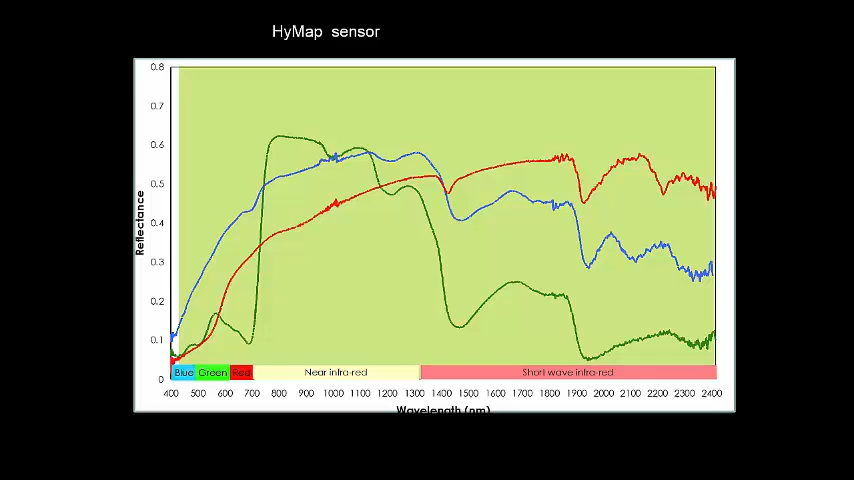 HyMap sensor
0.8
0.7
0.6
0.5
0.4
0.3
0.2
0.1
0
Reflectance
Blue Green Red Near infra-red Short wave infra-red
400 500 600 700 800 900 1000 1100 1200 1300 1400 1500 1600 1700 1800 1900 2000 2100 2200 2300 2400
Wavelength (nm)